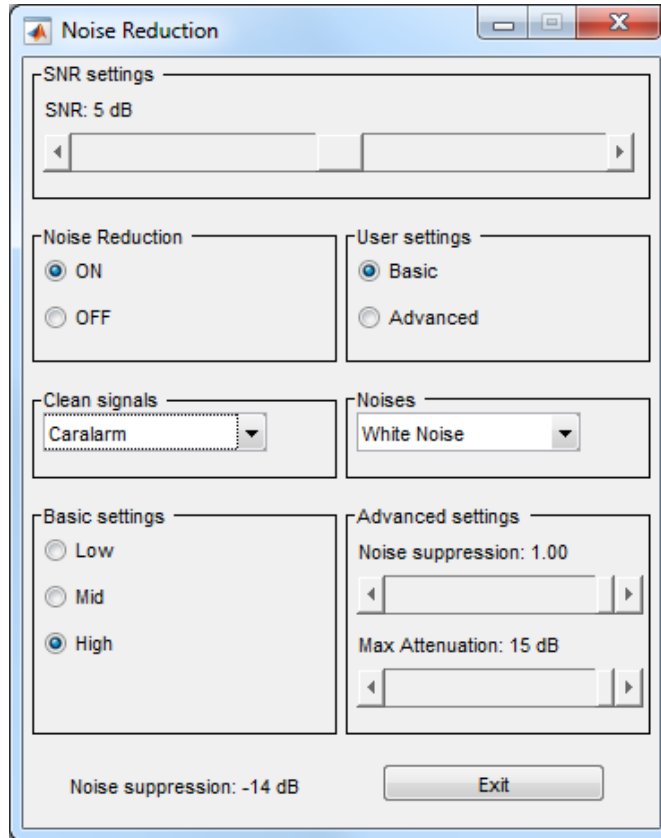 Noise Reduction
SNR settings
SNR: 5 dB
Noise Reduction
ON
OFF
User settings
Basic
Advanced
Clean signals
Caralarm
Noises
White Noise
Basic settings
Low
Mid
High
Advanced settings
Noise suppression: 1.00
Max Attenuation: 15 dB
Noise suppression: -14 dB
Exit